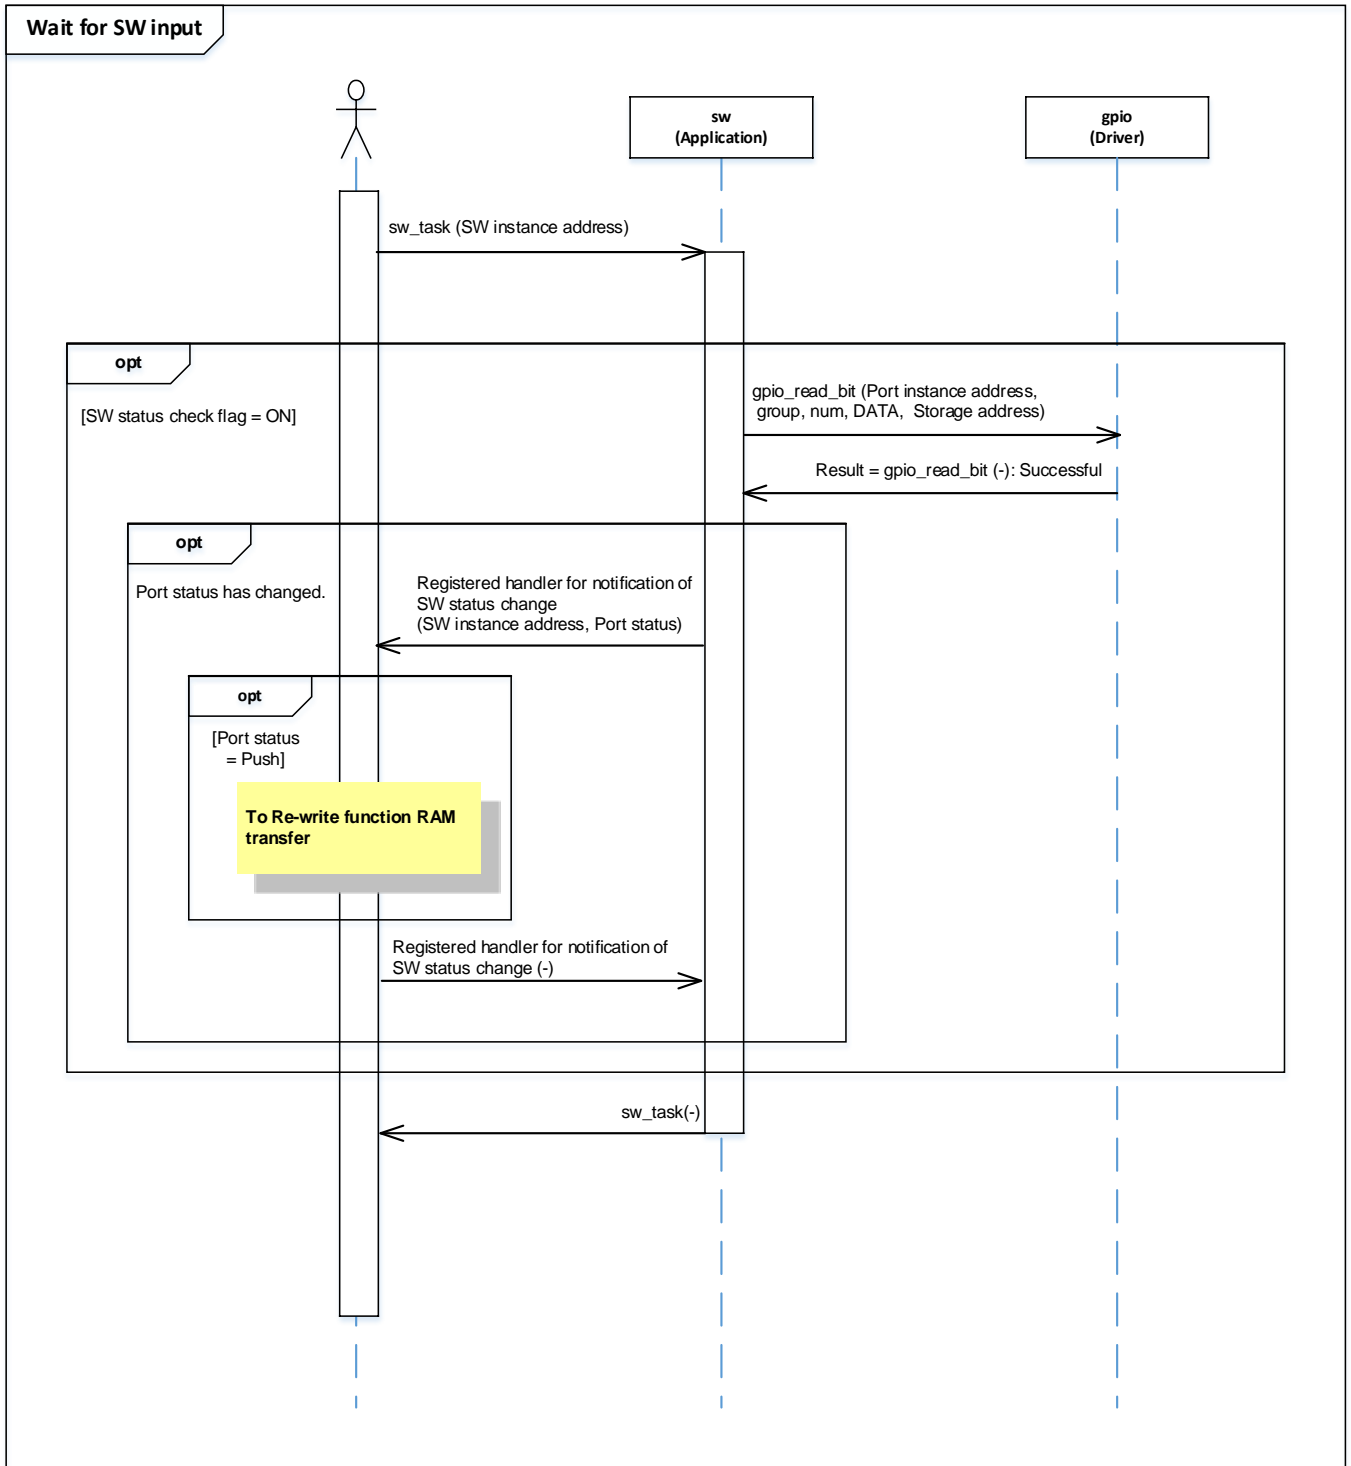 Wait for SW input
sw
(Application)
gpio
(Driver)
sw_task (SW instance address)
opt
[SW status check flag = ON]
gpio_read_bit (Port instance address,
group, num, DATA, Storage address)
Result = gpio_read_bit (-): Successful
opt
Port status has changed.
Registered handler for notification of
SW status change
(SW instance address, Port status)
opt
[Port status
= Push]
To Re-write function RAM
transfer
Registered handler for notification of
SW status change (-)
sw_task(-)